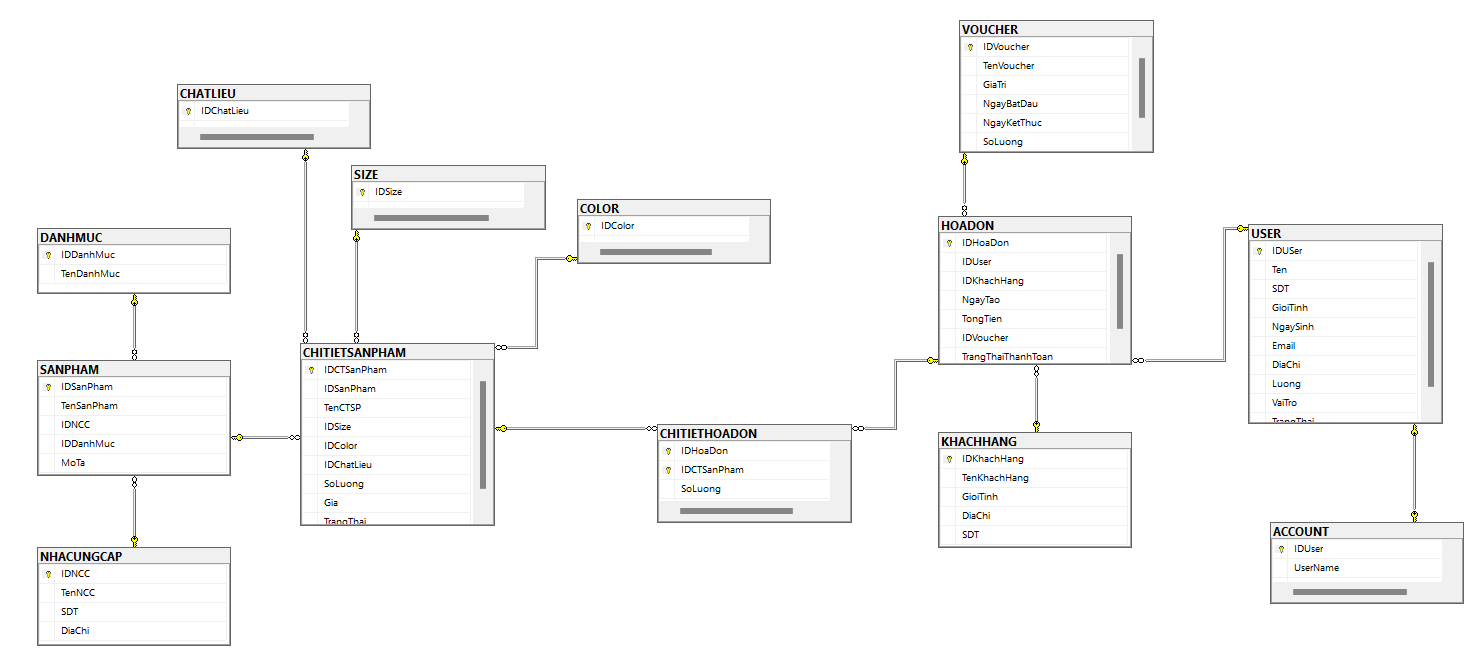 VOUCHER
IDVoucher
TenVoucher
GiaTri
NgayBatDau
NgayKetThuc
SoLuong
CHATLIEU
IDChatLieu
SIZE
IDSize
COLOR
IDColor
DANHMUC
IDDanhMuc
TenDanhMuc
HOADON
IDHoaDon
IDUser
IDKhachHang
NgayTao
TongTien
IDVoucher
TrangThaiThanhToan
USER
IDUSer
Ten
SDT
GioiTinh
NgaySinh
Email
DiaChi
Luong
VaiTro
TrangThai
SANPHAM
IDSanPham
TenSanPham
IDNCC
IDDanhMuc
MoTa
CHITIETSANPHAM
IDCTSanPham
IDSanPham
TenCTSP
IDSize
IDColor
IDChatLieu
SoLuong
Gia
TrangThai
CHITIETHOADON
IDHoaDon
IDCTSanPham
SoLuong
KHACHHANG
IDKhachHang
TenKhachHang
GioiTinh
DiaChi
SDT
NHACUNGCAP
IDNCC
TenNCC
SDT
DiaChi
ACCOUNT
IDUser
UserName